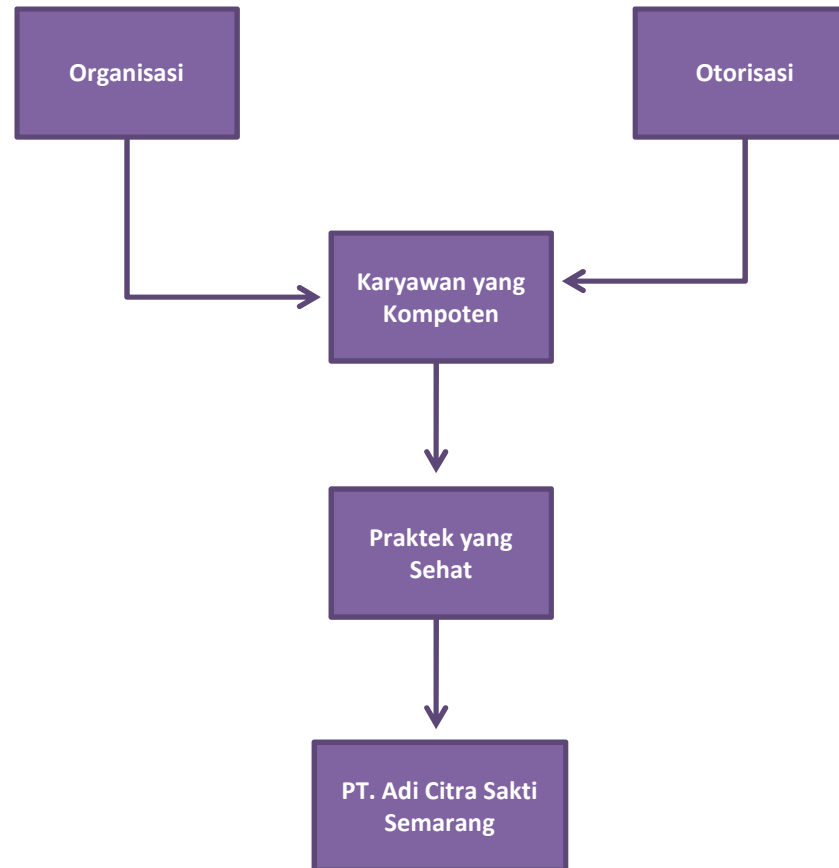 Organisasi
Otorisasi
Karyawan yang
Kompoten
Praktek yang
Sehat
PT. Adi Citra Sakti
Semarang